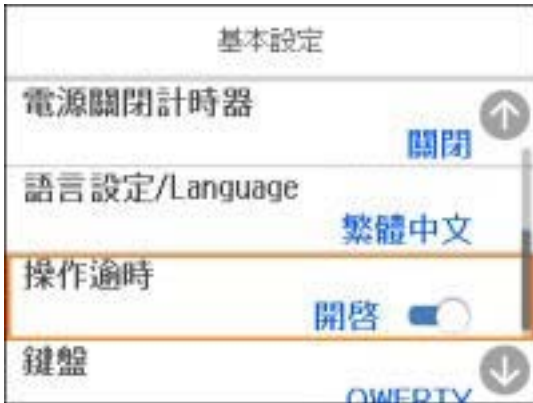 基本設定
電源關閉計時器
關閉
語言設定/Language
繁體中文
操作逾時
開啓
鍵盤
QWERTY